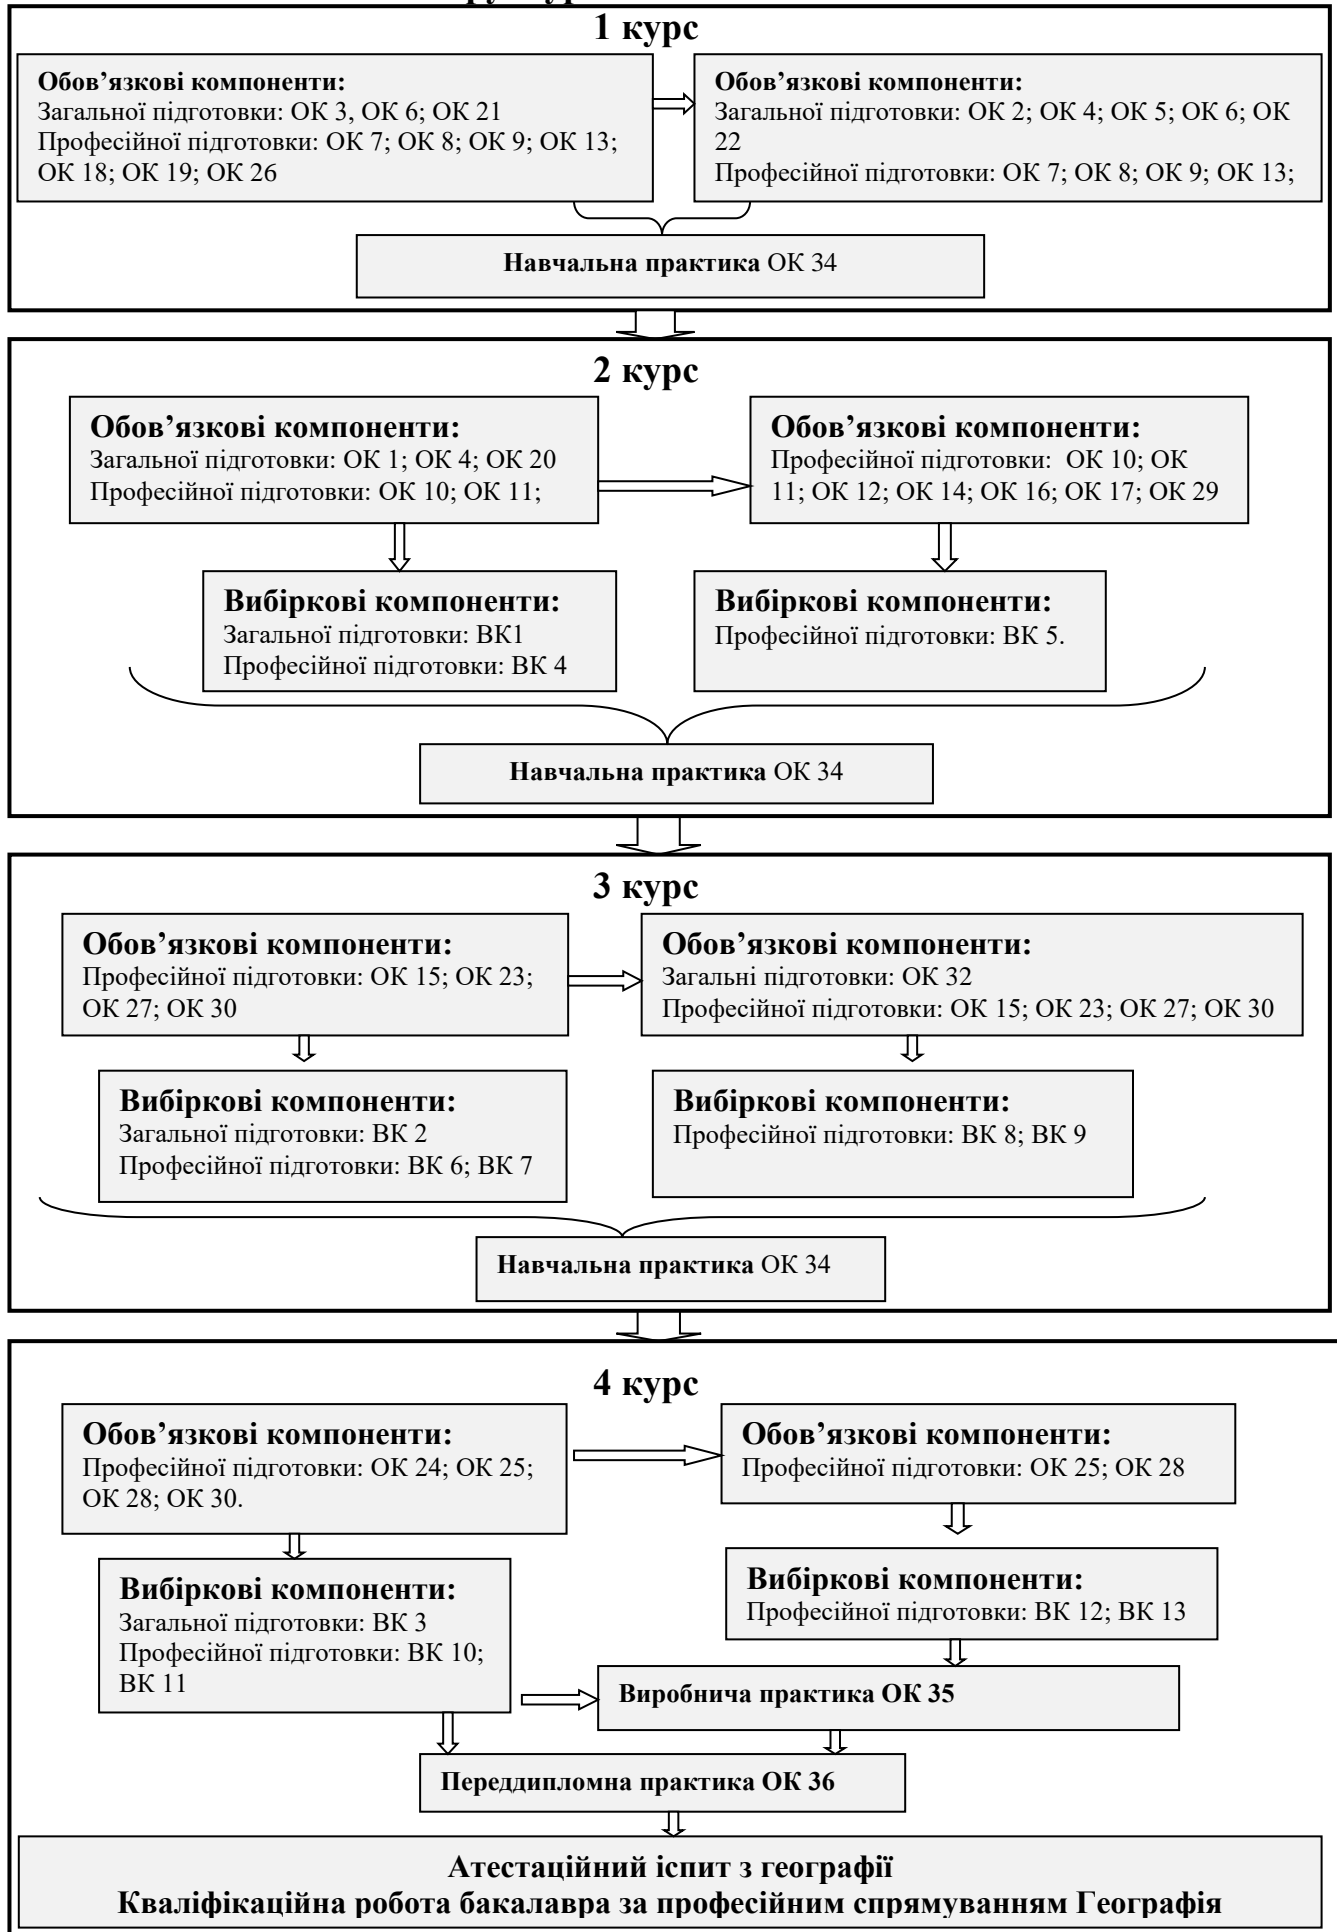 1 курс
Обов’язкові компоненти:
Загальної підготовки: ОК 3, ОК 6; ОК 21
Професійної підготовки: ОК 7; ОК 8; ОК 9; ОК 13;
ОК 18; ОК 19; ОК 26
Обов’язкові компоненти:
Загальної підготовки: ОК 2; ОК 4; ОК 5; ОК 6; ОК
22
Професійної підготовки: ОК 7; ОК 8; ОК 9; ОК 13;
Навчальна практика ОК 34
2 курс
Обов’язкові компоненти:
Загальної підготовки: ОК 1; ОК 4; ОК 20
Професійної підготовки: ОК 10; ОК 11;
Обов’язкові компоненти:
Професійної підготовки: ОК 10; ОК
11; ОК 12; ОК 14; ОК 16; ОК 17; ОК 29
Вибіркові компоненти:
Загальної підготовки: ВК1
Професійної підготовки: ВК 4
Вибіркові компоненти:
Професійної підготовки: ВК 5.
Навчальна практика ОК 34
3 курс
Обов’язкові компоненти:
Професійної підготовки: ОК 15; ОК 23;
ОК 27; ОК 30
Обов’язкові компоненти:
Загальні підготовки: ОК 32
Професійної підготовки: ОК 15; ОК 23; ОК 27; ОК 30
Вибіркові компоненти:
Загальної підготовки: ВК 2
Професійної підготовки: ВК 6; ВК 7
Вибіркові компоненти:
Професійної підготовки: ВК 8; ВК 9
Навчальна практика ОК 34
4 курс
Обов’язкові компоненти:
Професійної підготовки: ОК 24; ОК 25;
ОК 28; ОК 30.
Обов’язкові компоненти:
Професійної підготовки: ОК 25; ОК 28
Вибіркові компоненти:
Загальної підготовки: ВК 3
Професійної підготовки: ВК 10;
ВК 11
Вибіркові компоненти:
Професійної підготовки: ВК 12; ВК 13
Виробнича практика ОК 35
Переддипломна практика ОК 36
Атестаційний іспит з географії
Кваліфікаційна робота бакалавра за професійним спрямуванням Географія